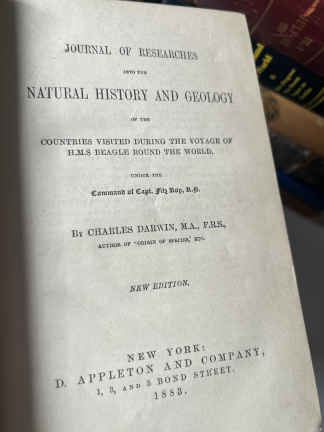 JOURNAL OF RESEARCHES
INTO THE
NATURAL HISTORY AND GEOLOGY
OF THE
COUNTRIES VISITED DURING THE VOYAGE OF
H.M.S BEAGLE ROUND THE WORLD.
UNDER THE
Command of Capt. Fitz Roy, R.N.
BY CHARLES DARWIN, M.A., F.R.S.,
AUTHOR OF "ORIGIN OF SPECIES," ETC.
NEW EDITION.
NEW YORK:
D. APPLETON AND COMPANY,
1, 3, AND 5 BOND STREET.
1883.